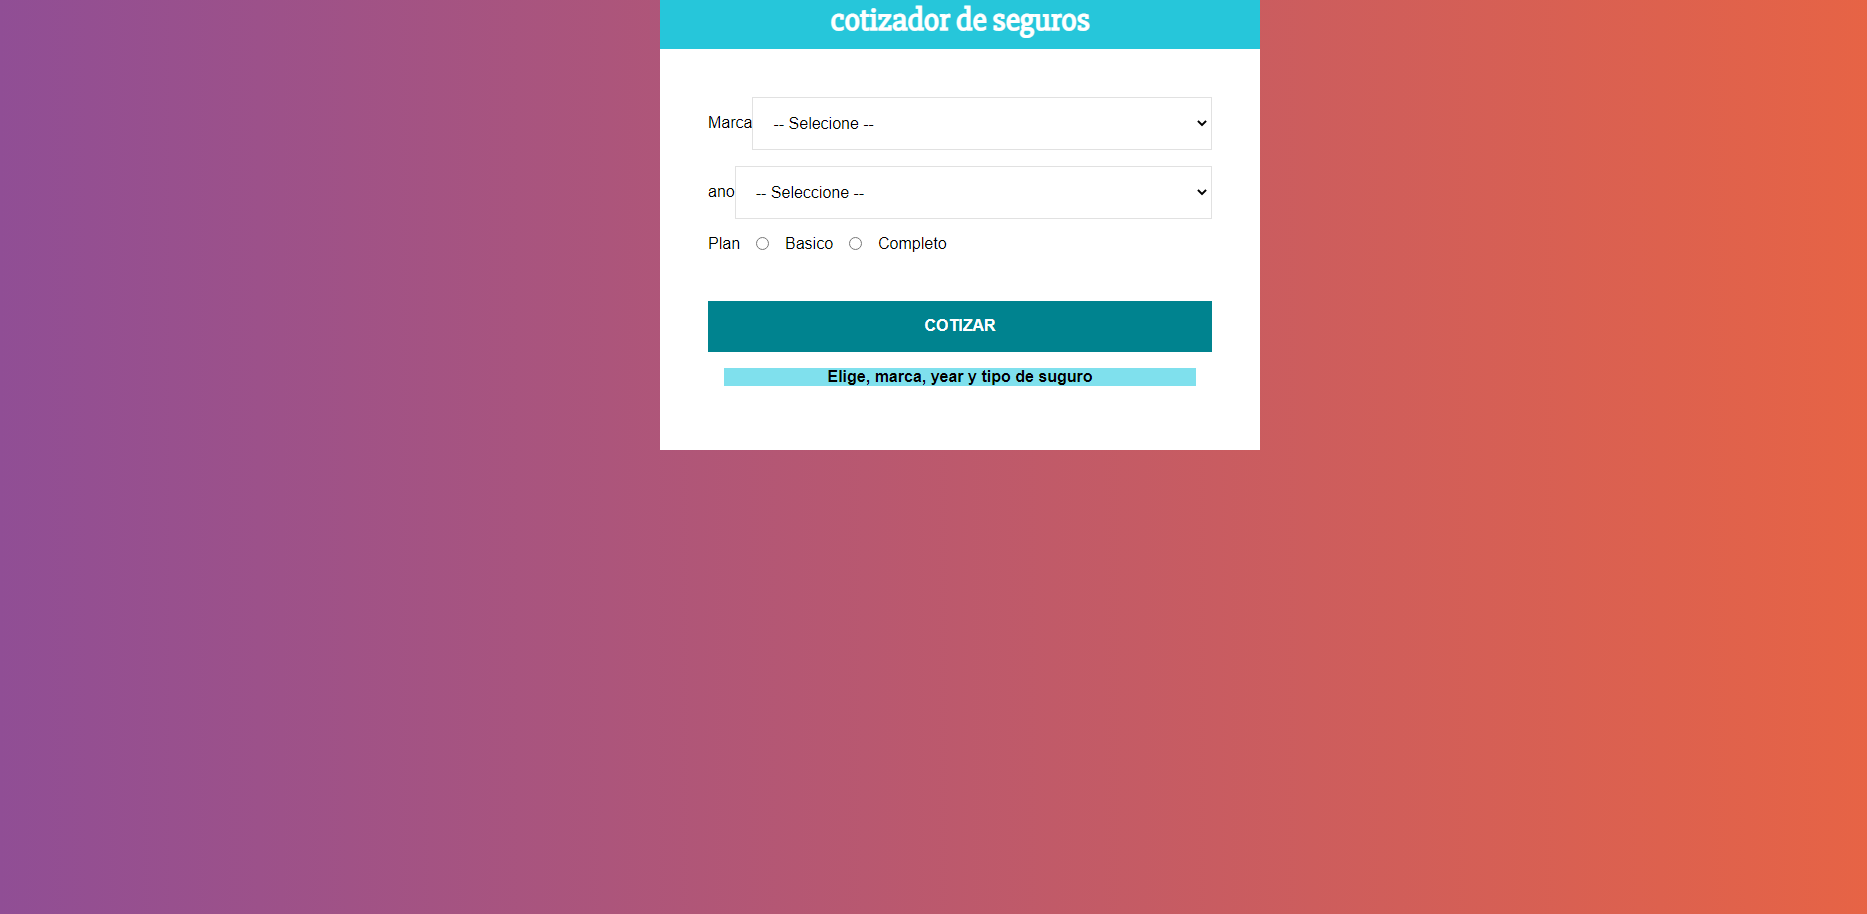 cotizador de seguros
Marca -- Selecione --
ano -- Seleccione --
Plan Basico Completo
COTIZAR
Elige, marca, year y tipo de suguro